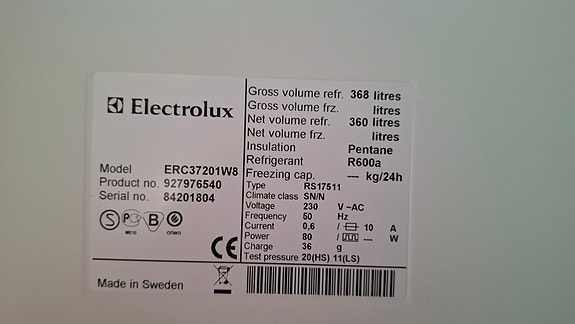 Electrolux
Model ERC37201W8
Product no. 927976540
Serial no. 84201804
Made in Sweden
Gross volume refr. 368 litres
Gross volume frz. litres
Net volume refr. 360 litres
Net volume frz. litres
Insulation Pentane
Refrigerant R600a
Freezing cap. --- kg/24h
Type RS17511
Climate class SN/N
Voltage 230 V ~AC
Frequency 50 Hz
Current 0,6 / 10 A
Power 80 / --- W
Charge 36 g
Test pressure 20(HS) 11(LS)